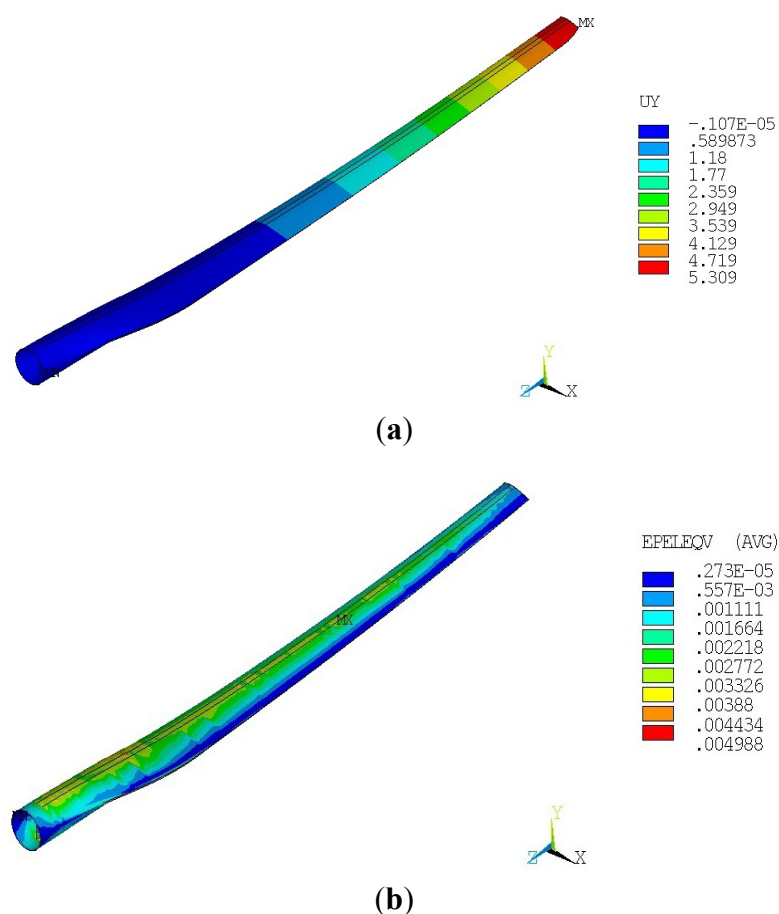 MX
UY
-.107E-05
.589873
1.18
1.77
2.359
2.949
3.539
4.129
4.719
5.309
Y
Z X
(a)
EPELEQV (AVG)
.273E-05
.557E-03
.001111
.001664
.002218
.002772
.003326
.00388
.004434
.004988
MX
Y
Z X
(b)